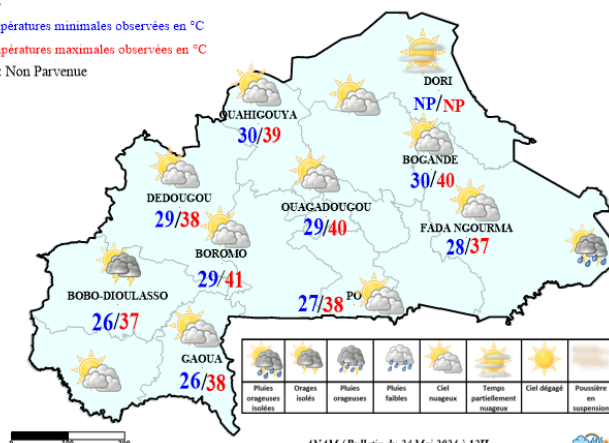 pératures minimales observées en °C
pératures maximales observées en °C
: Non Parvenue
DORI
NP/NP
OUAHIGOUYA
30/39
BOGANDE
30/40
DEDOUGOU
29/38
OUAGADOUGOU
29/40
FADA NGOURMA
28/37
BOROMO
29/41
BOBO-DIOULASSO
26/37
PO
27/38
GAOUA
26/38
Pluies orageuses isolées
Orages isolés
Pluies orageuses
Pluies faibles
Ciel nuageux
Temps partiellement nuageux
Ciel dégagé
Poussière en suspension